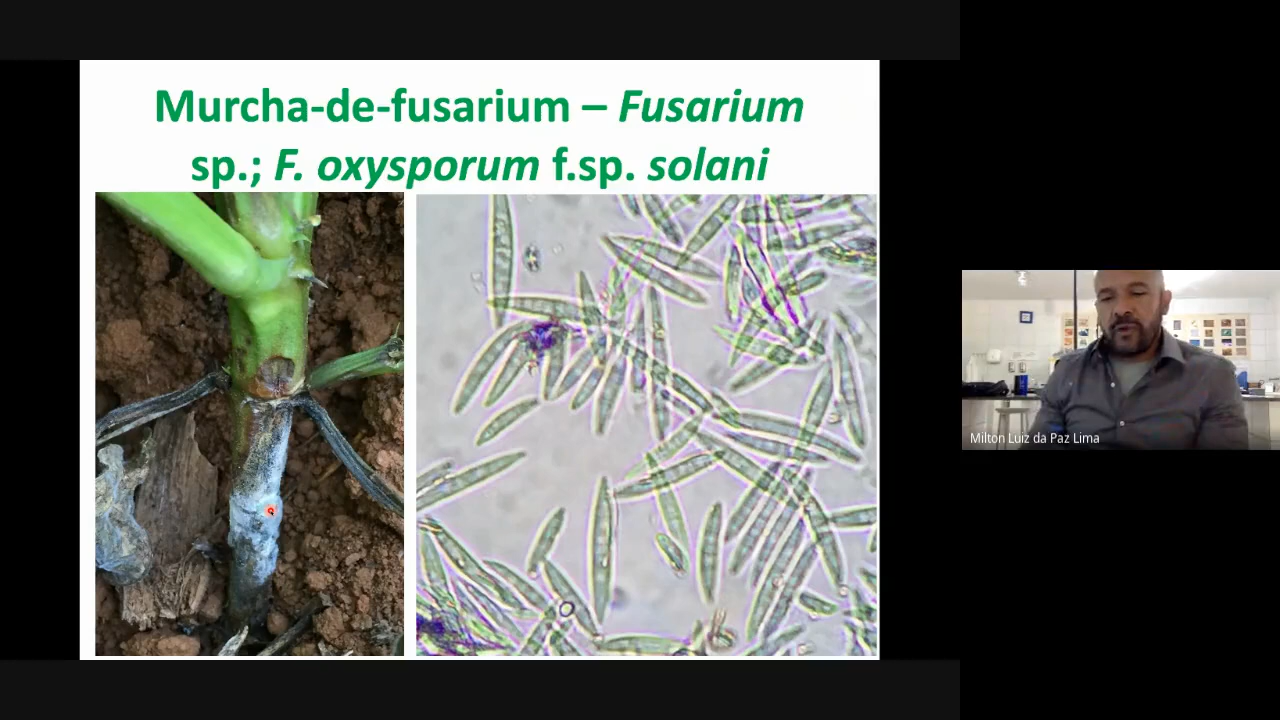 Murcha-de-fusarium – Fusarium
sp.; F. oxysporum f.sp. solani
Milton Luiz da Paz Lima